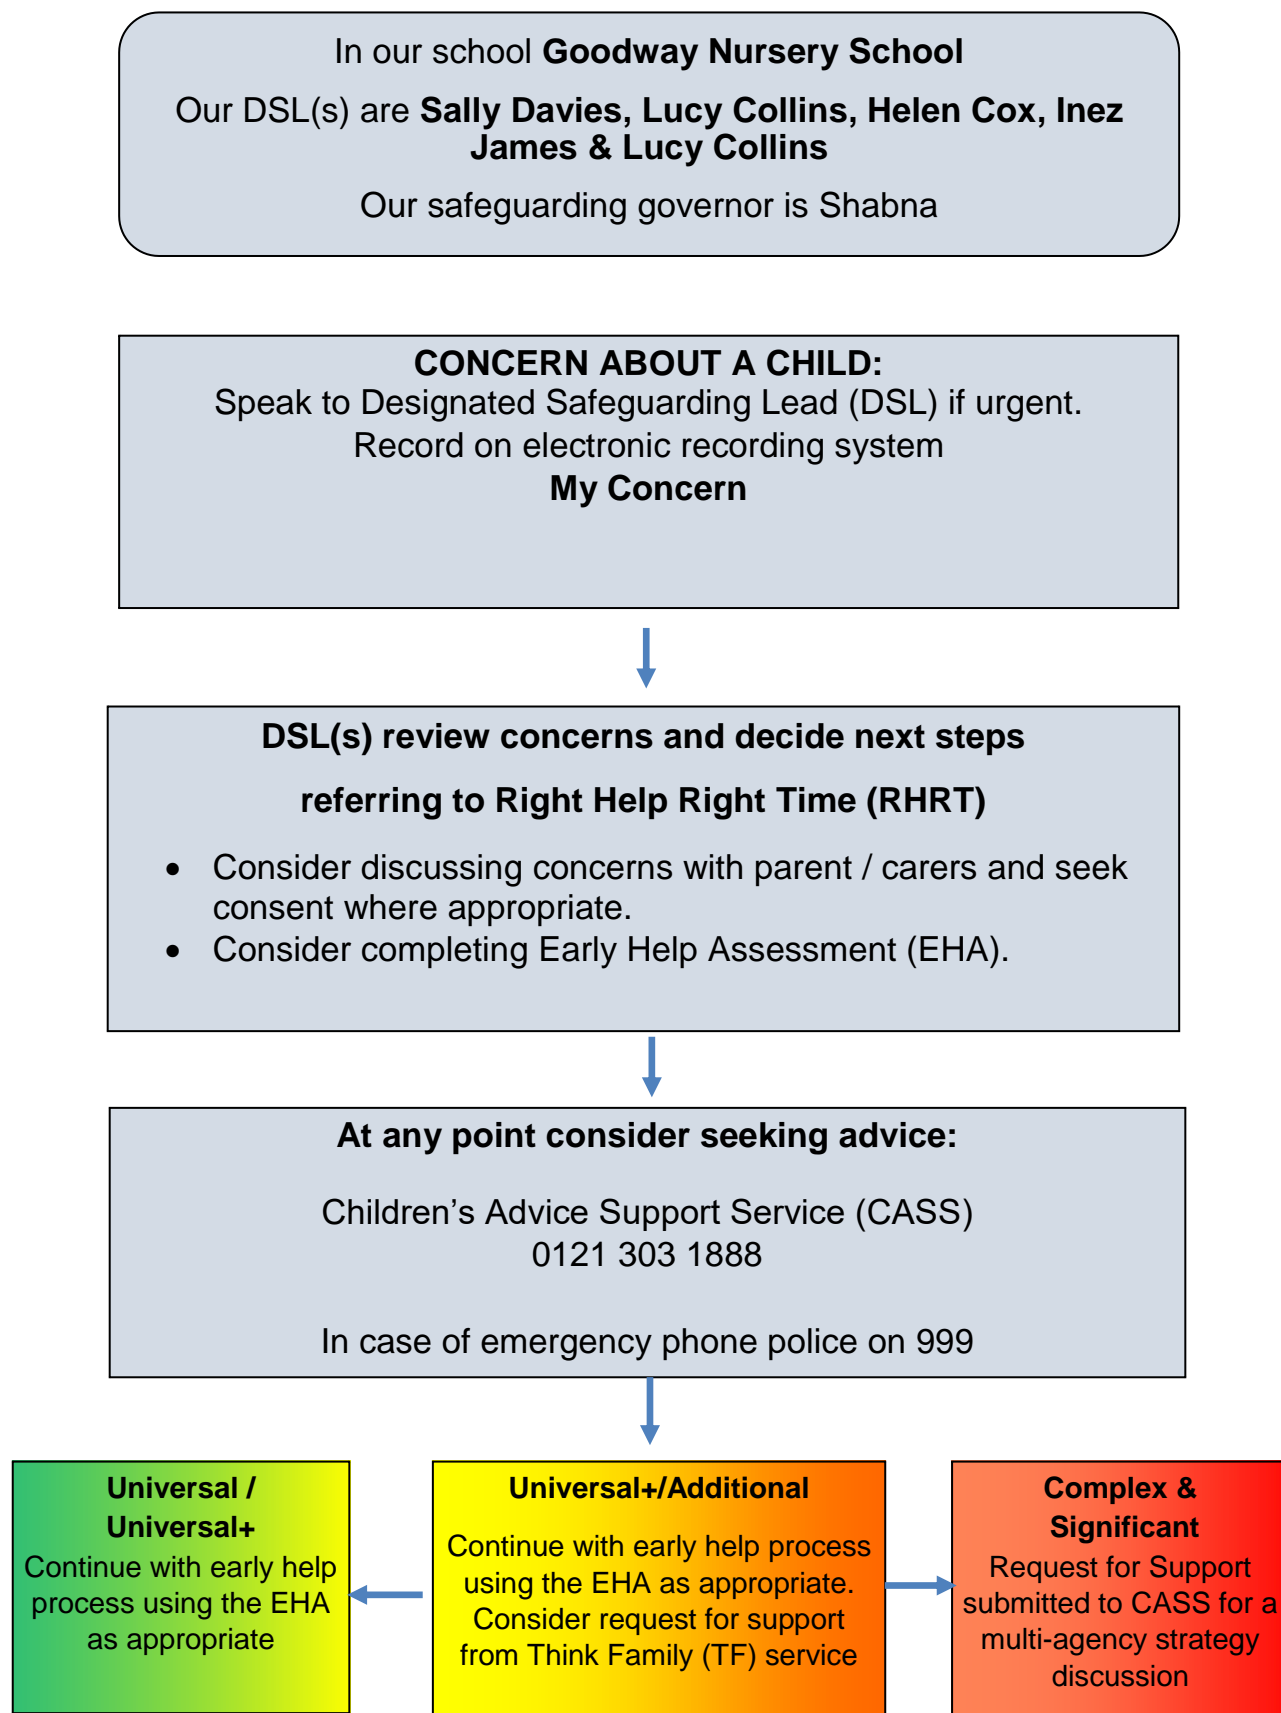 In our school Goodway Nursery School
Our DSL(s) are Sally Davies, Lucy Collins, Helen Cox, Inez
James & Lucy Collins
Our safeguarding governor is Shabna
CONCERN ABOUT A CHILD:
Speak to Designated Safeguarding Lead (DSL) if urgent.
Record on electronic recording system
My Concern
DSL(s) review concerns and decide next steps
referring to Right Help Right Time (RHRT)
• Consider discussing concerns with parent / carers and seek
consent where appropriate.
• Consider completing Early Help Assessment (EHA).
At any point consider seeking advice:
Children’s Advice Support Service (CASS)
0121 303 1888
In case of emergency phone police on 999
Universal /
Universal+
Continue with early help
process using the EHA
as appropriate
Universal+/Additional
Continue with early help process
using the EHA as appropriate.
Consider request for support
from Think Family (TF) service
Complex &
Significant
Request for Support
submitted to CASS for a
multi-agency strategy
discussion